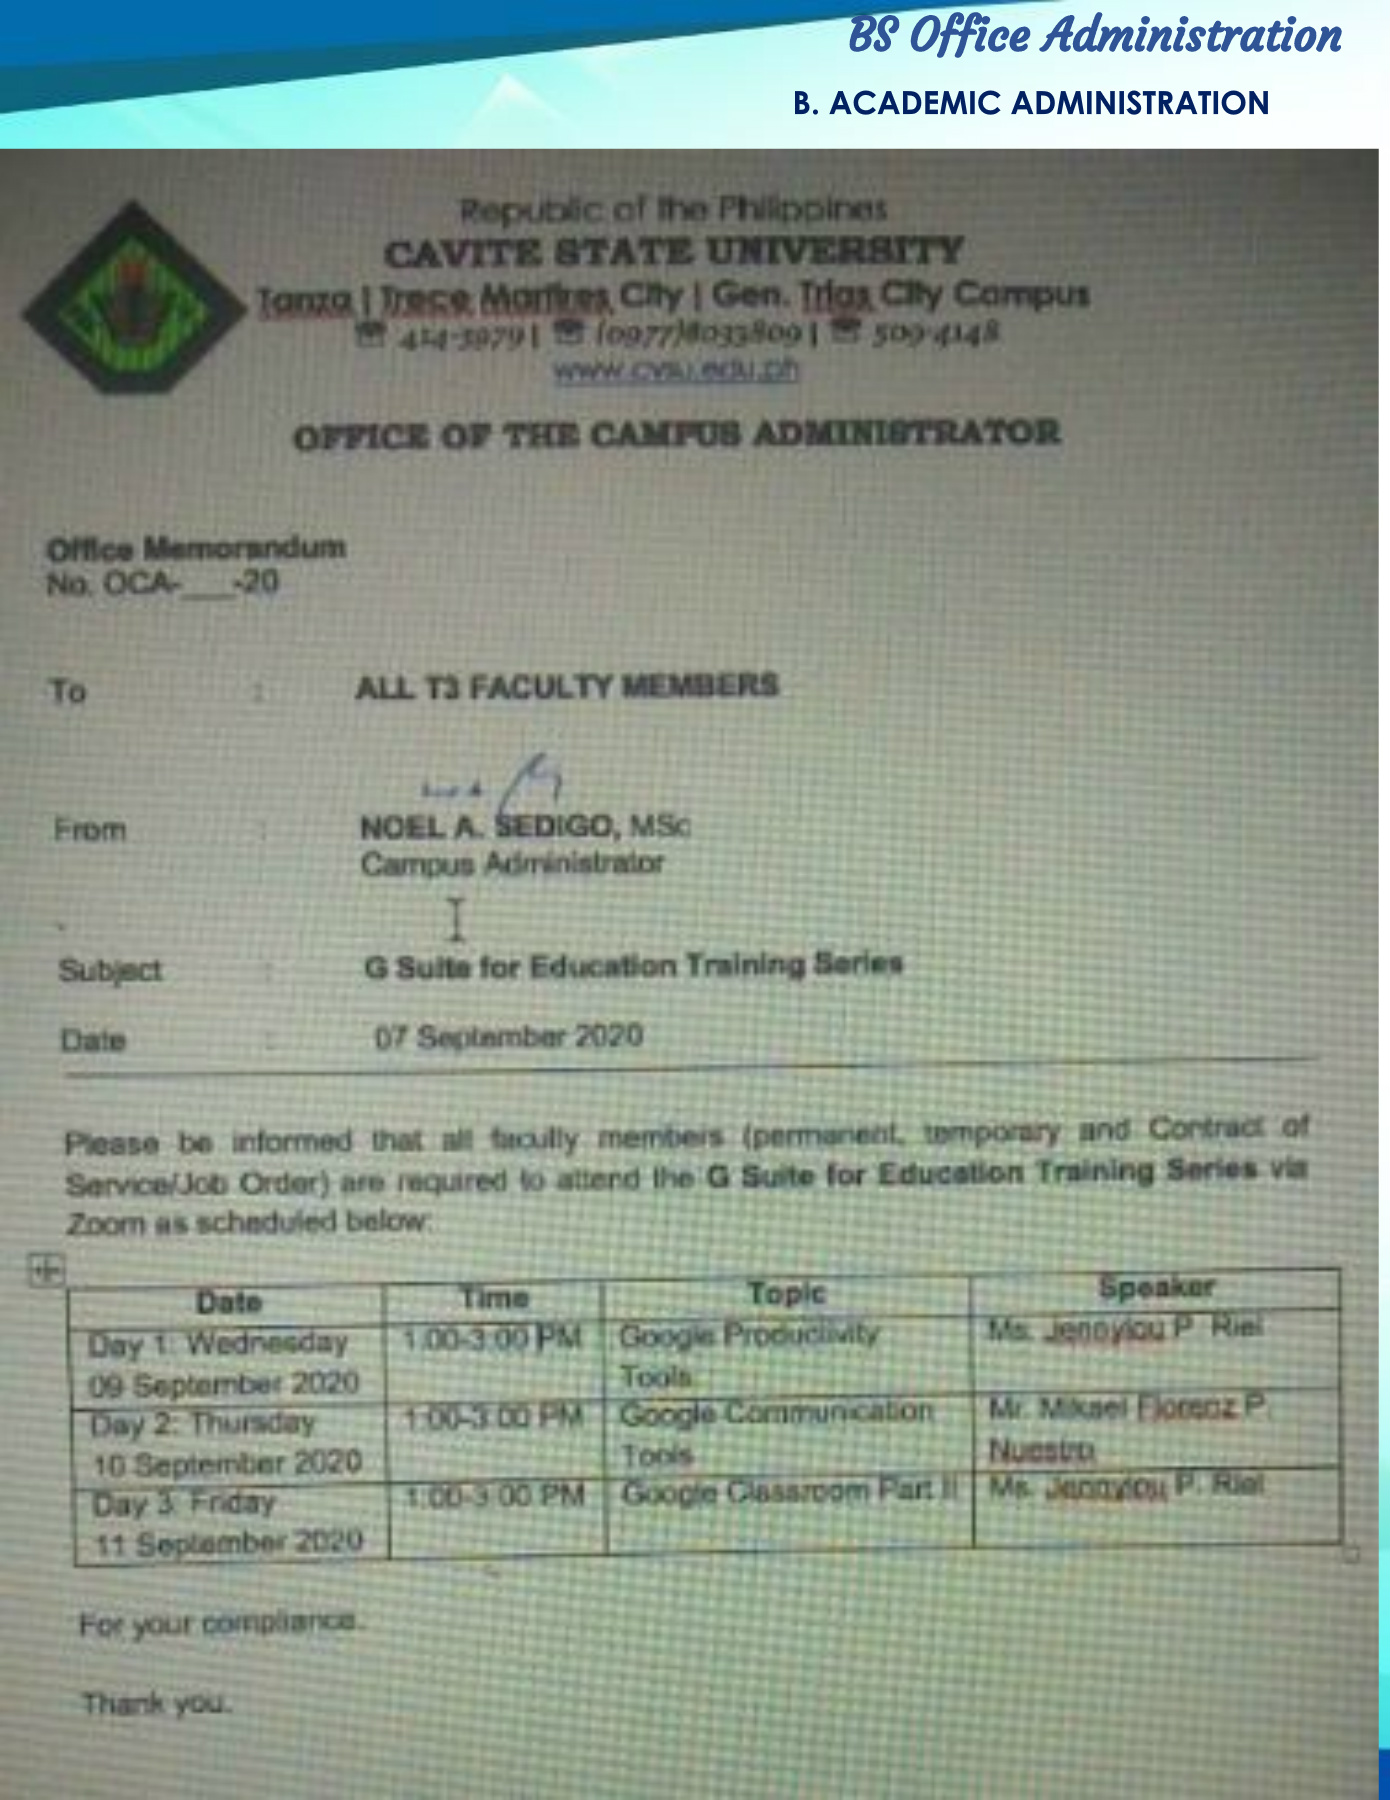 BS Office Administration
B. ACADEMIC ADMINISTRATION
Republic of the Philippines
CAVITE STATE UNIVERSITY
Tanza | Trece Martires City | Gen. Trias City Campus
☎ 414-3979 | ☎ (0977)8033809 | ☎ 509-4148
www.cvsu.edu.ph
OFFICE OF THE CAMPUS ADMINISTRATOR
Office Memorandum
No. OCA-___-20
To : ALL T3 FACULTY MEMBERS
From : NOEL A. SEDIGO, MSc
Campus Administrator
Subject : G Suite for Education Training Series
Date : 07 September 2020
Please be informed that all faculty members (permanent, temporary and Contract of
Service/Job Order) are required to attend the G Suite for Education Training Series via
Zoom as scheduled below:
Date Time Topic Speaker
Day 1: Wednesday 1:00-3:00 PM Google Productivity Ms. Jennylou P. Riel
09 September 2020 Tools
Day 2: Thursday 1:00-3:00 PM Google Communication Mr. Mikael Florenz P.
10 September 2020 Tools Nuestro
Day 3: Friday 1:00-3:00 PM Google Classroom Part II Ms. Jennylou P. Riel
11 September 2020
For your compliance.
Thank you.